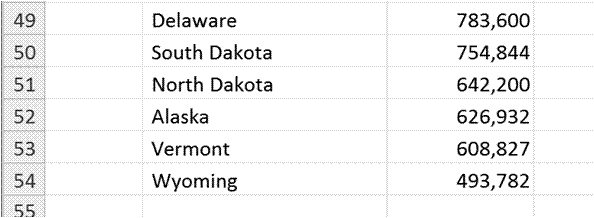 49 Delaware 783,600
50 South Dakota 754,844
51 North Dakota 642,200
52 Alaska 626,932
53 Vermont 608,827
54 Wyoming 493,782
55